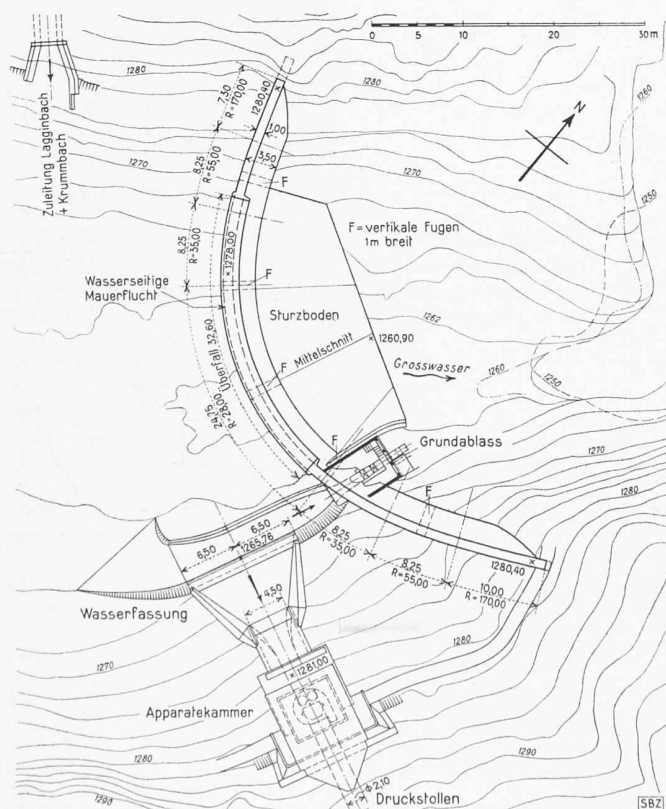 0 5 10 20 30 m
1280
1280
1260
Zuleitung Lagginbach
+ Krummbach
7,30
R=170,00
1280,40
1,00
N
1270
8,25
R=55,00
3,50
F
1270
1250
8,25
R=35,00
×1278,00
F
F = vertikale Fugen
1m breit
Wasserseitige
Mauerflucht
Sturzboden
1262
Mittelschnitt
× 1260,90
Überfall 32,60
24,75
R=28,00
F
Grosswasser
1260
1250
F
Grundablass
1270
F
1280
6,50
6,50
1265,76
8,25
R=35,00
8,25
R=55,00
1280,40
10,00
R=170,00
Wasserfassung
4,50
1270
1280
×1281,00
Apparatekammer
1280
1290
Φ 2,10
1290
Druckstollen
SBZ